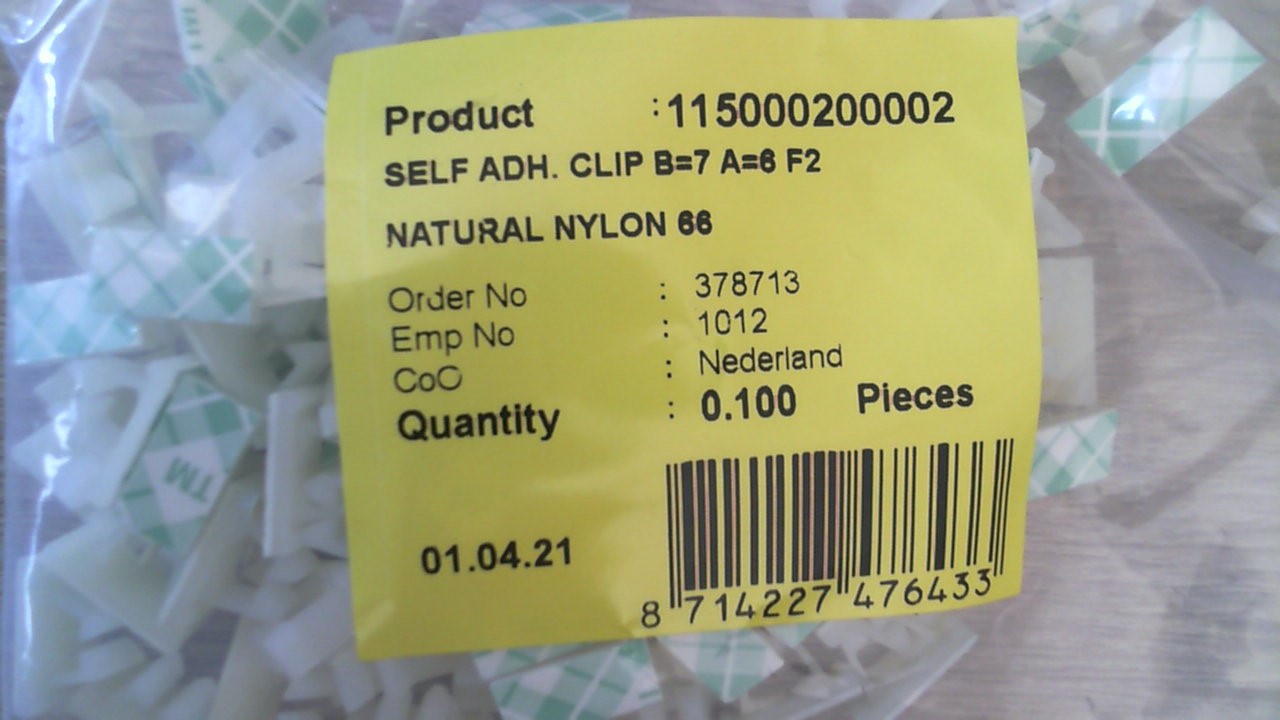 Product : 115000200002
SELF ADH. CLIP B=7 A=6 F2
NATURAL NYLON 66
Order No : 378713
Emp No : 1012
CoO : Nederland
Quantity : 0.100 Pieces
01.04.21
8 714227 476433
TM